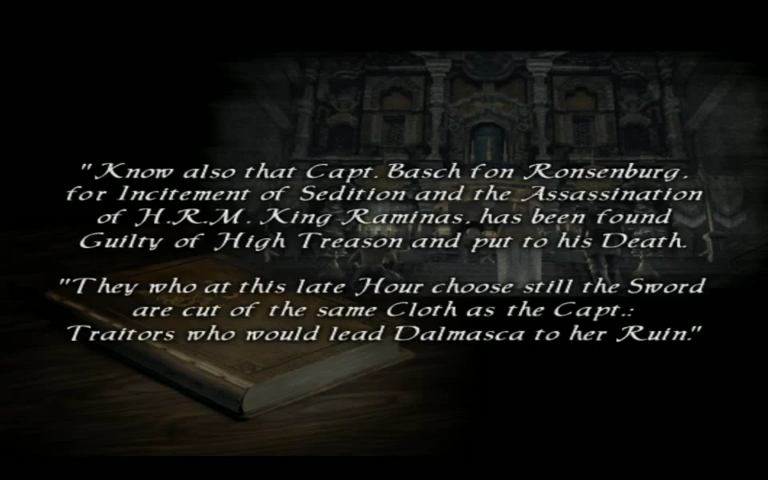 "Know also that Capt. Basch fon Ronsenburg,
for Incitement of Sedition and the Assassination
of H.R.M. King Raminas, has been found
Guilty of High Treason and put to his Death.
"They who at this late Hour choose still the Sword
are cut of the same Cloth as the Capt.:
Traitors who would lead Dalmasca to her Ruin."